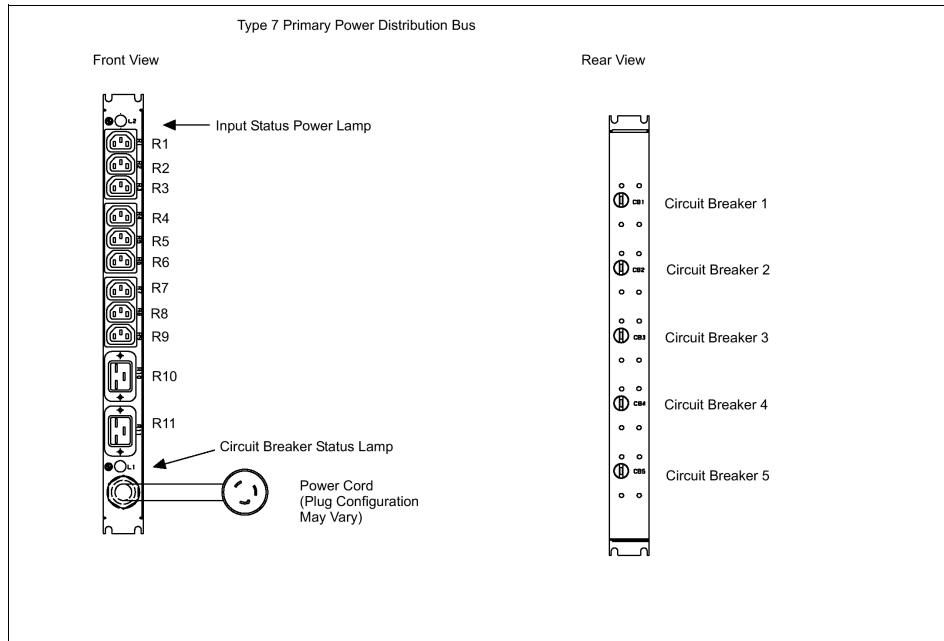 Type 7 Primary Power Distribution Bus
Front View
L2
Input Status Power Lamp
R1
R2
R3
R4
R5
R6
R7
R8
R9
R10
R11
Circuit Breaker Status Lamp
L1
Power Cord
(Plug Configuration
May Vary)
Rear View
CB1
Circuit Breaker 1
CB2
Circuit Breaker 2
CB3
Circuit Breaker 3
CB4
Circuit Breaker 4
CB5
Circuit Breaker 5